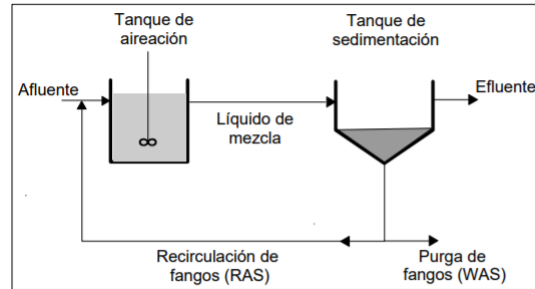 Tanque de
aireación
Tanque de
sedimentación
Afluente
Efluente
Líquido de
mezcla
Recirculación de
fangos (RAS)
Purga de
fangos (WAS)